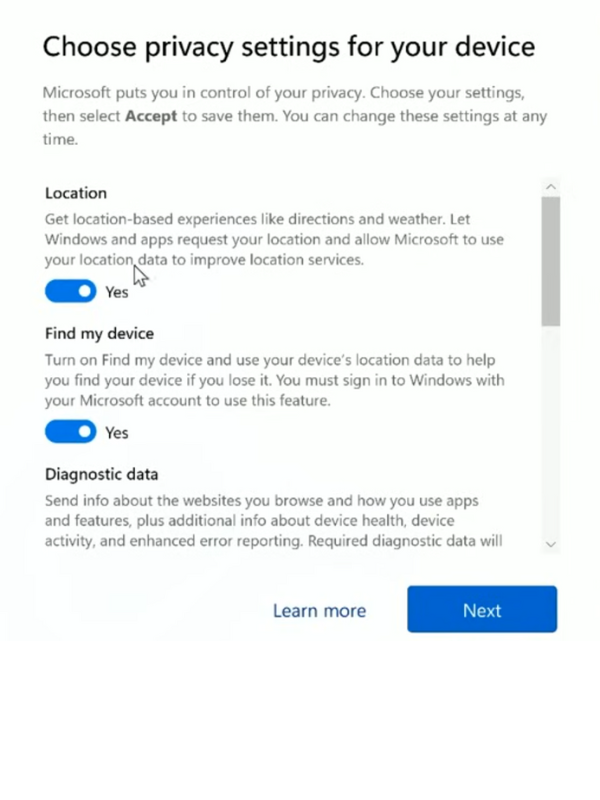 Choose privacy settings for your device
Microsoft puts you in control of your privacy. Choose your settings,
then select Accept to save them. You can change these settings at any
time.
Location
Get location-based experiences like directions and weather. Let
Windows and apps request your location and allow Microsoft to use
your location data to improve location services.
Yes
Find my device
Turn on Find my device and use your device's location data to help
you find your device if you lose it. You must sign in to Windows with
your Microsoft account to use this feature.
Yes
Diagnostic data
Send info about the websites you browse and how you use apps
and features, plus additional info about device health, device
activity, and enhanced error reporting. Required diagnostic data will
Learn more
Next